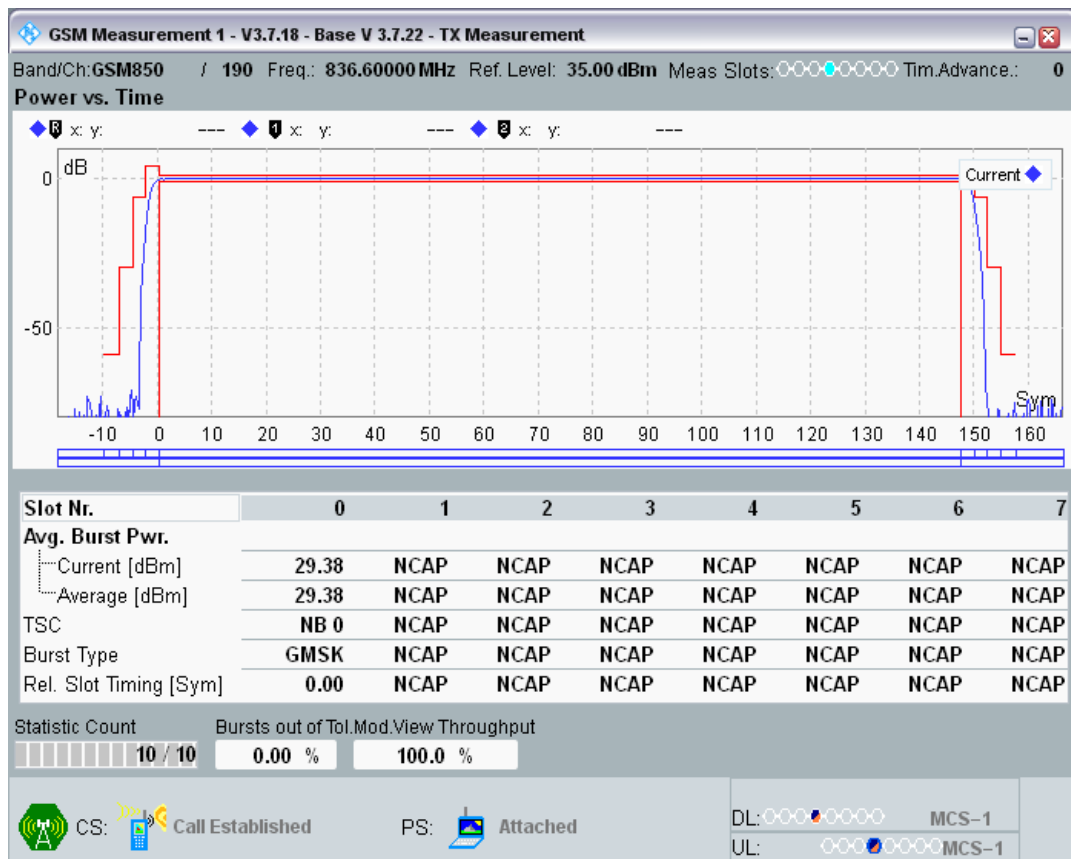 GSM Measurement 1 - V3.7.18 - Base V 3.7.22 - TX Measurement
Band/Ch:GSM850 / 190 Freq.: 836.60000 MHz Ref. Level: 35.00 dBm Meas Slots: Tim.Advance.: 0
Power vs. Time
R x: y: --- 1 x: y: --- 2 x: y: ---
dB
Current
0
-50
Sym
-10 0 10 20 30 40 50 60 70 80 90 100 110 120 130 140 150 160
Slot Nr. 0 1 2 3 4 5 6 7
Avg. Burst Pwr.
Current [dBm] 29.38 NCAP NCAP NCAP NCAP NCAP NCAP NCAP
Average [dBm] 29.38 NCAP NCAP NCAP NCAP NCAP NCAP NCAP
TSC NB 0 NCAP NCAP NCAP NCAP NCAP NCAP NCAP
Burst Type GMSK NCAP NCAP NCAP NCAP NCAP NCAP NCAP
Rel. Slot Timing [Sym] 0.00 NCAP NCAP NCAP NCAP NCAP NCAP NCAP
Statistic Count Bursts out of Tol.Mod.View Throughput
10 / 10 0.00 % 100.0 %
CS: Call Established PS: Attached
DL: MCS-1
UL: MCS-1